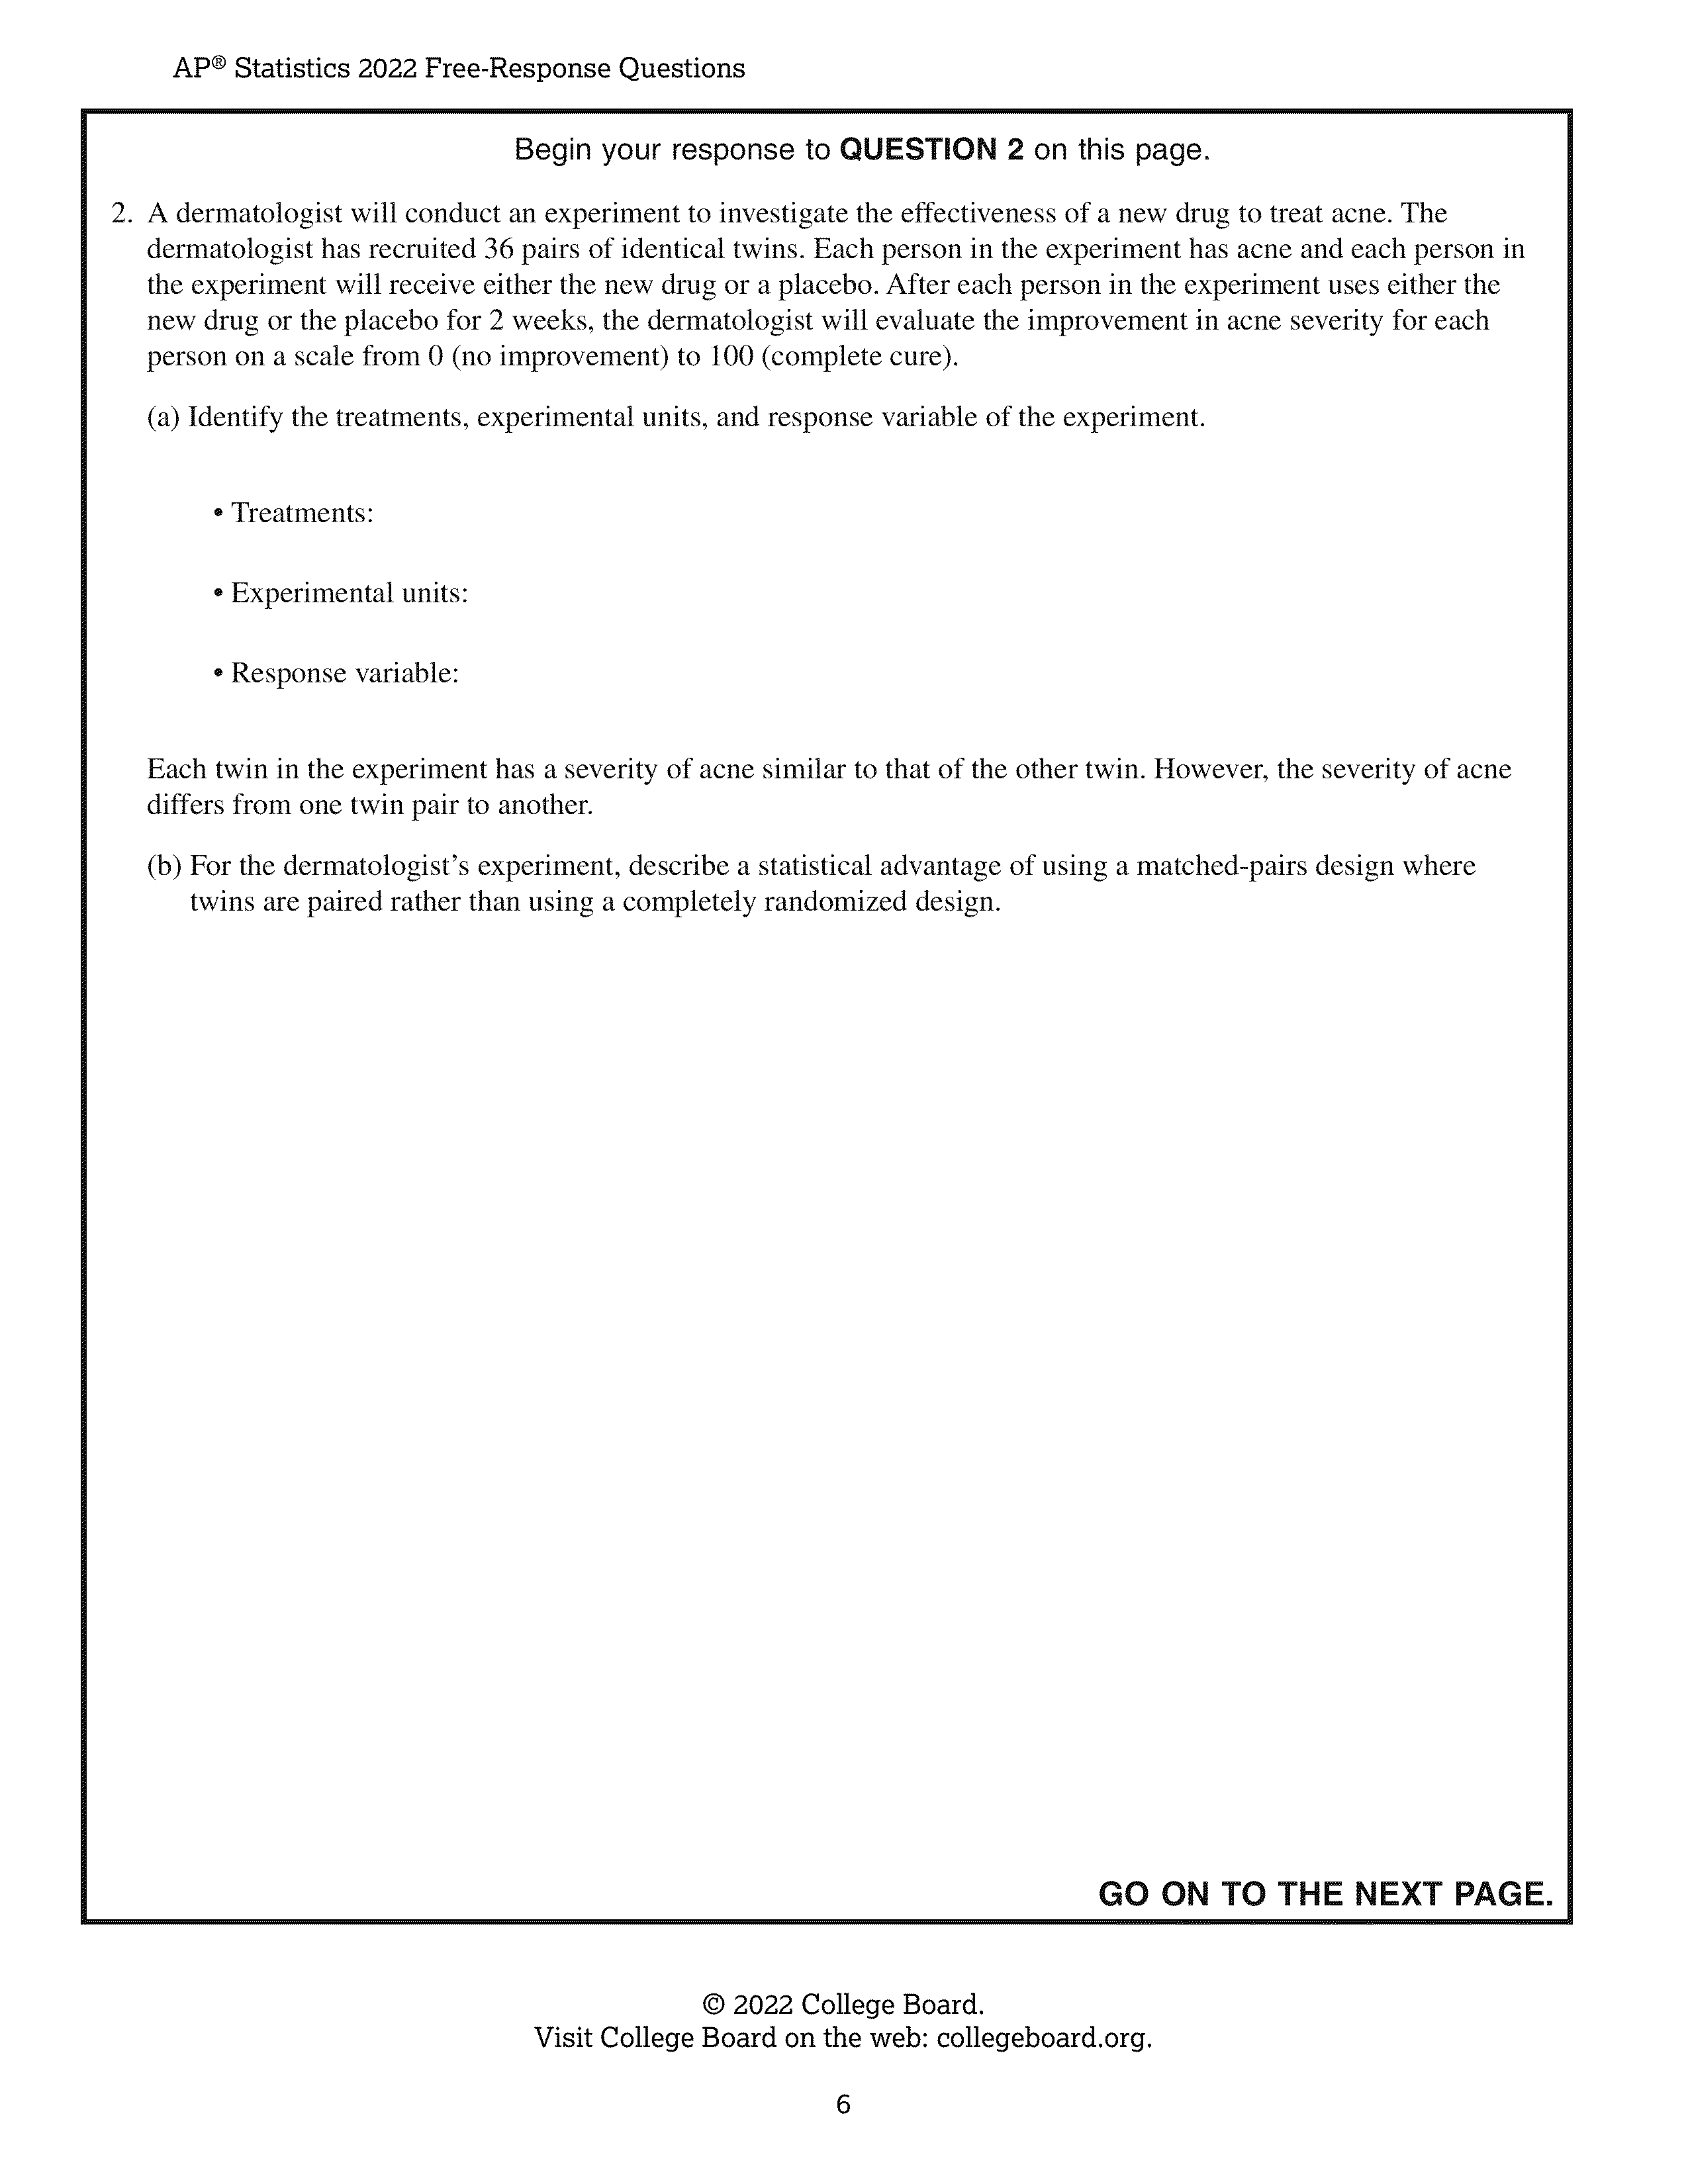 AP® Statistics 2022 Free-Response Questions
Begin your response to QUESTION 2 on this page.
2. A dermatologist will conduct an experiment to investigate the effectiveness of a new drug to treat acne. The
dermatologist has recruited 36 pairs of identical twins. Each person in the experiment has acne and each person in
the experiment will receive either the new drug or a placebo. After each person in the experiment uses either the
new drug or the placebo for 2 weeks, the dermatologist will evaluate the improvement in acne severity for each
person on a scale from 0 (no improvement) to 100 (complete cure).
(a) Identify the treatments, experimental units, and response variable of the experiment.
• Treatments:
• Experimental units:
• Response variable:
Each twin in the experiment has a severity of acne similar to that of the other twin. However, the severity of acne
differs from one twin pair to another.
(b) For the dermatologist’s experiment, describe a statistical advantage of using a matched-pairs design where
twins are paired rather than using a completely randomized design.
GO ON TO THE NEXT PAGE.
© 2022 College Board.
Visit College Board on the web: collegeboard.org.
6